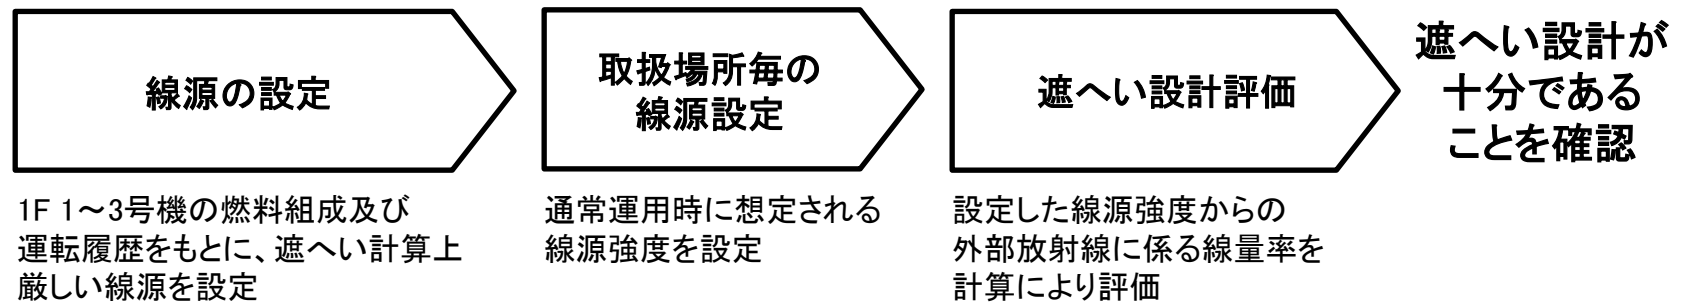 線源の設定
取扱場所毎の
線源設定
遮へい設計評価
遮へい設計が
十分である
ことを確認
1F 1～3号機の燃料組成及び
運転履歴をもとに、遮へい計算上
厳しい線源を設定
通常運用時に想定される
線源強度を設定
設定した線源強度からの
外部放射線に係る線量率を
計算により評価